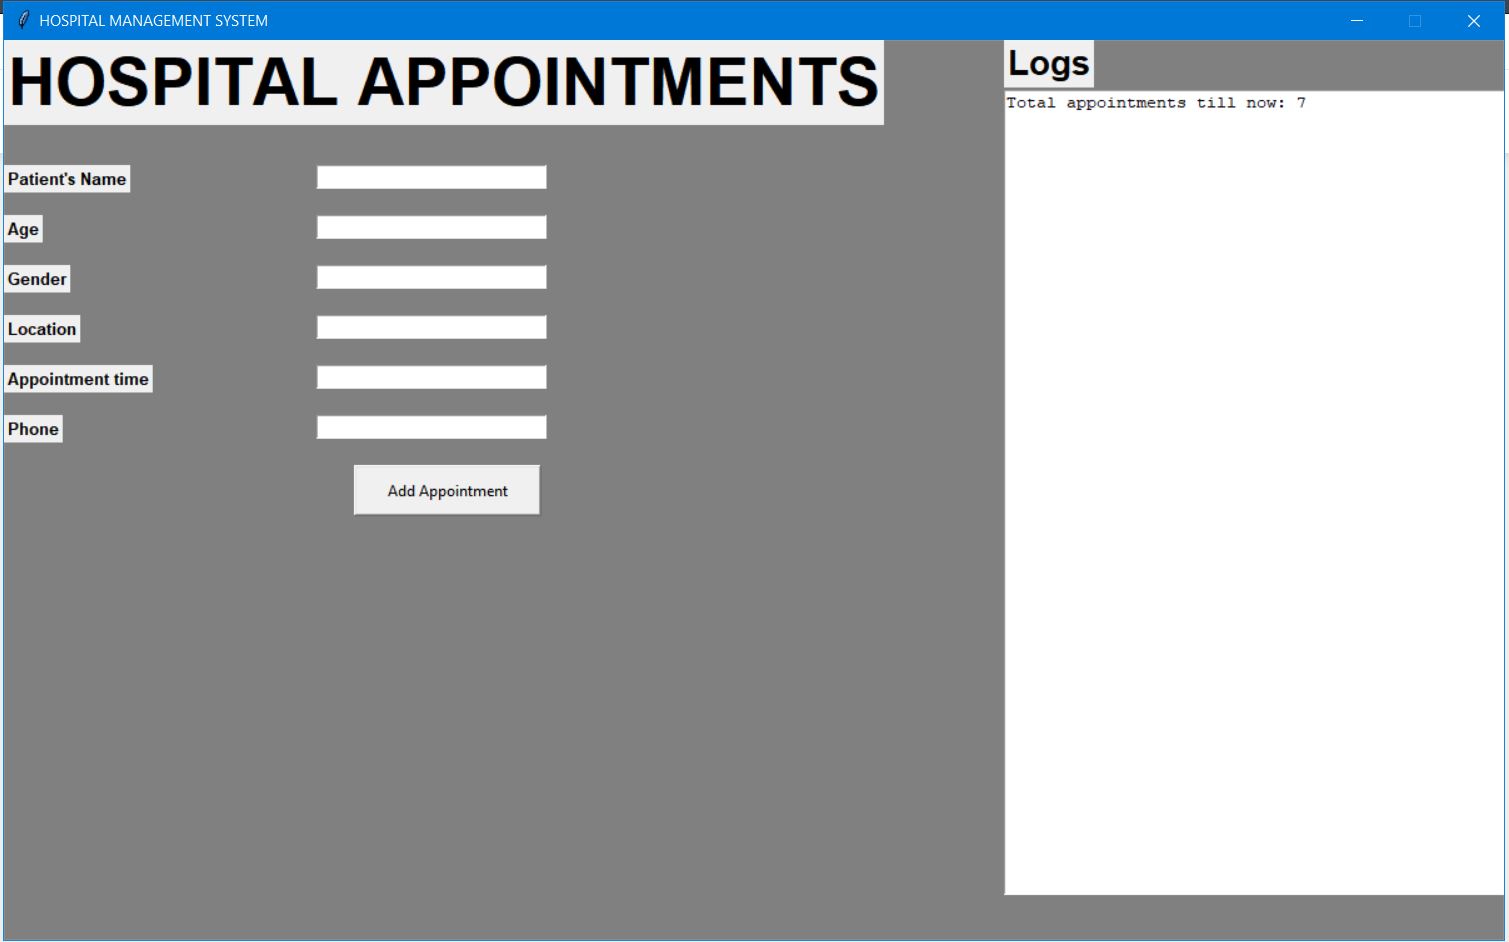 HOSPITAL MANAGEMENT SYSTEM
HOSPITAL APPOINTMENTS
Patient's Name
Age
Gender
Location
Appointment time
Phone
Add Appointment
Logs
Total appointments till now: 7